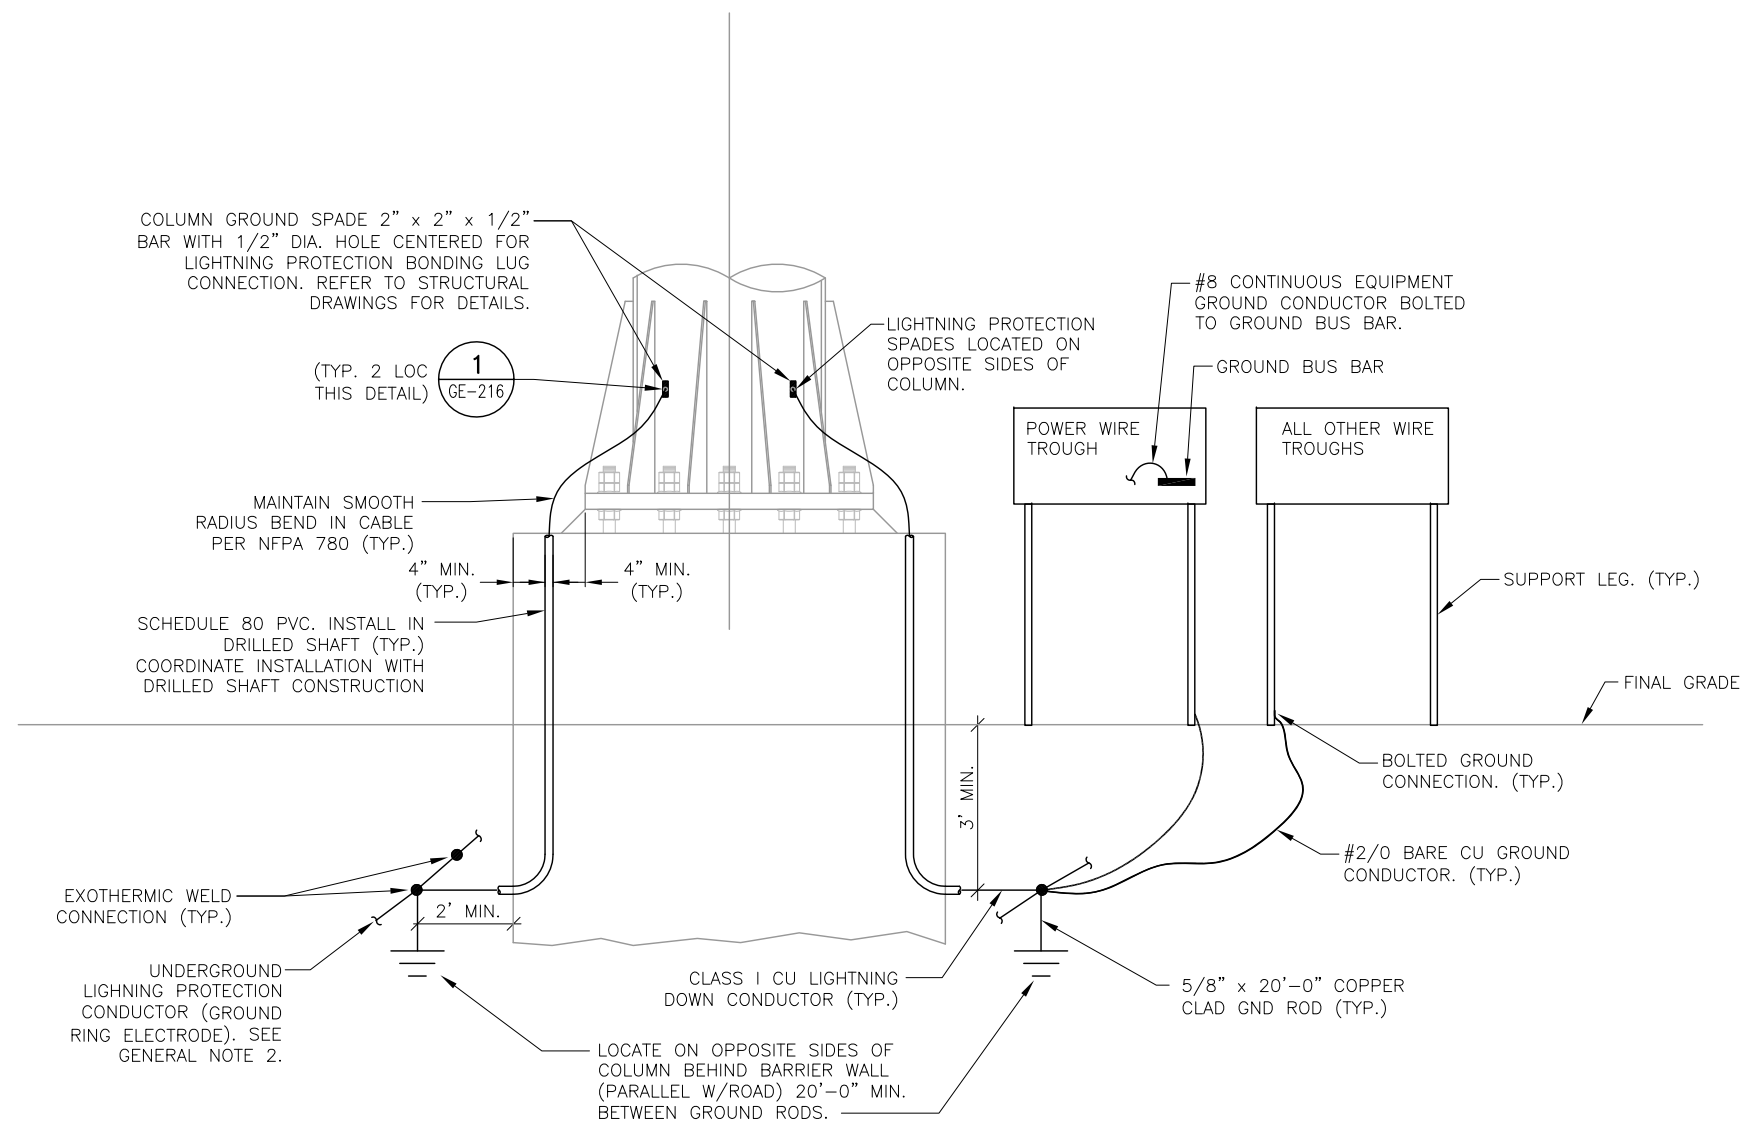 COLUMN GROUND SPADE 2" x 2" x 1/2"
BAR WITH 1/2" DIA. HOLE CENTERED FOR
LIGHTNING PROTECTION BONDING LUG
CONNECTION. REFER TO STRUCTURAL
DRAWINGS FOR DETAILS.
(TYP. 2 LOC
THIS DETAIL)
1
GE-216
LIGHTNING PROTECTION
SPADES LOCATED ON
OPPOSITE SIDES OF
COLUMN.
#8 CONTINUOUS EQUIPMENT
GROUND CONDUCTOR BOLTED
TO GROUND BUS BAR.
GROUND BUS BAR
POWER WIRE
TROUGH
ALL OTHER WIRE
TROUGHS
MAINTAIN SMOOTH
RADIUS BEND IN CABLE
PER NFPA 780 (TYP.)
4" MIN.
(TYP.)
4" MIN.
(TYP.)
SUPPORT LEG. (TYP.)
SCHEDULE 80 PVC. INSTALL IN
DRILLED SHAFT (TYP.)
COORDINATE INSTALLATION WITH
DRILLED SHAFT CONSTRUCTION
FINAL GRADE
3' MIN.
BOLTED GROUND
CONNECTION. (TYP.)
#2/0 BARE CU GROUND
CONDUCTOR. (TYP.)
EXOTHERMIC WELD
CONNECTION (TYP.)
2' MIN.
UNDERGROUND
LIGHNING PROTECTION
CONDUCTOR (GROUND
RING ELECTRODE). SEE
GENERAL NOTE 2.
CLASS I CU LIGHTNING
DOWN CONDUCTOR (TYP.)
5/8" x 20'-0" COPPER
CLAD GND ROD (TYP.)
LOCATE ON OPPOSITE SIDES OF
COLUMN BEHIND BARRIER WALL
(PARALLEL W/ROAD) 20'-0" MIN.
BETWEEN GROUND RODS.